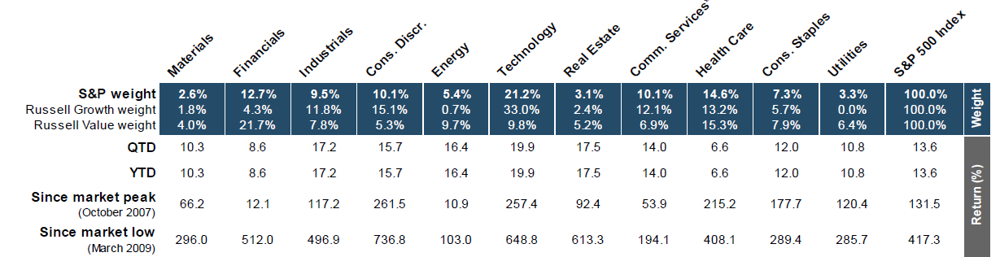 Materials Financials Industrials Cons. Discr. Energy Technology Real Estate Comm. Services* Health Care Cons. Staples Utilities S&P 500 Index
S&P weight 2.6% 12.7% 9.5% 10.1% 5.4% 21.2% 3.1% 10.1% 14.6% 7.3% 3.3% 100.0%
Russell Growth weight 1.8% 4.3% 11.8% 15.1% 0.7% 33.0% 2.4% 12.1% 13.2% 5.7% 0.0% 100.0%
Russell Value weight 4.0% 21.7% 7.8% 5.3% 9.7% 9.8% 5.2% 6.9% 15.3% 7.9% 6.4% 100.0%
Weight
QTD 10.3 8.6 17.2 15.7 16.4 19.9 17.5 14.0 6.6 12.0 10.8 13.6
YTD 10.3 8.6 17.2 15.7 16.4 19.9 17.5 14.0 6.6 12.0 10.8 13.6
Since market peak
(October 2007) 66.2 12.1 117.2 261.5 10.9 257.4 92.4 53.9 215.2 177.7 120.4 131.5
Since market low
(March 2009) 296.0 512.0 496.9 736.8 103.0 648.8 613.3 194.1 408.1 289.4 285.7 417.3
Return (%)